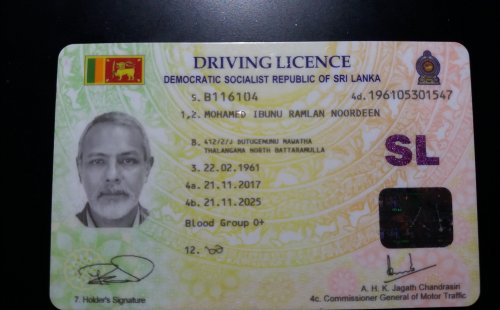 DRIVING LICENCE
DEMOCRATIC SOCIALIST REPUBLIC OF SRI LANKA
5. B116104 4d. 196105301547
1,2. MOHAMED IBUNU RAMLAN NOORDEEN
8. 412/2/J DUTUGEMUNU MAWATHA
THALANGAMA NORTH BATTARAMULLA
SL
3. 22.02.1961
4a. 21.11.2017
4b. 21.11.2025
Blood Group O+
12.
A. H. K. Jagath Chandrasiri
7. Holder's Signature
4c. Commissioner General of Motor Traffic